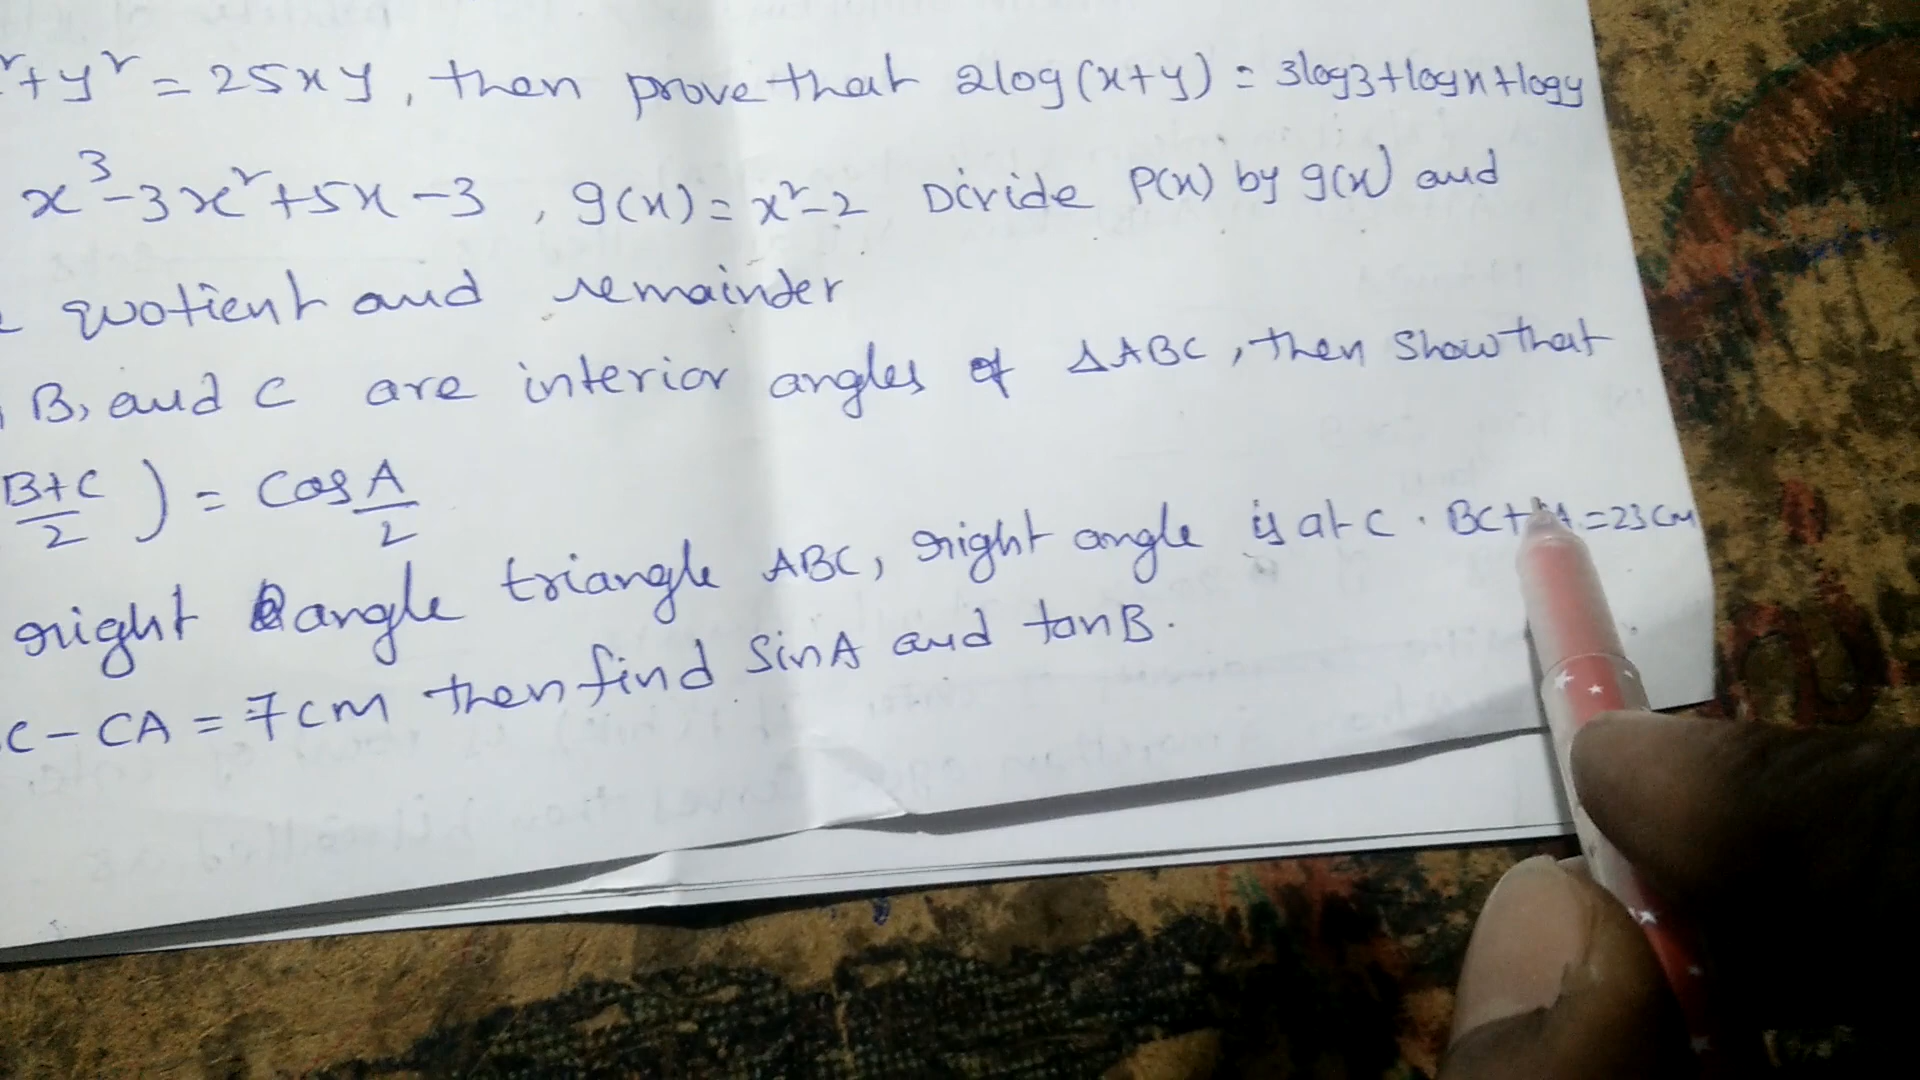 +y² = 25xy, then prove that 2log(x+y) = 3log3+logx+logy
x³-3x²+5x-3, g(x)=x²-2 Divide P(x) by g(x) and
quotient and remainder
B, and C are interior angles of ΔABC, then Show that
B+C/2) = Cos A/2
right angle triangle ABC, right angle is at C. BC+ =23cm
C-CA=7cm then find SinA and tanB.